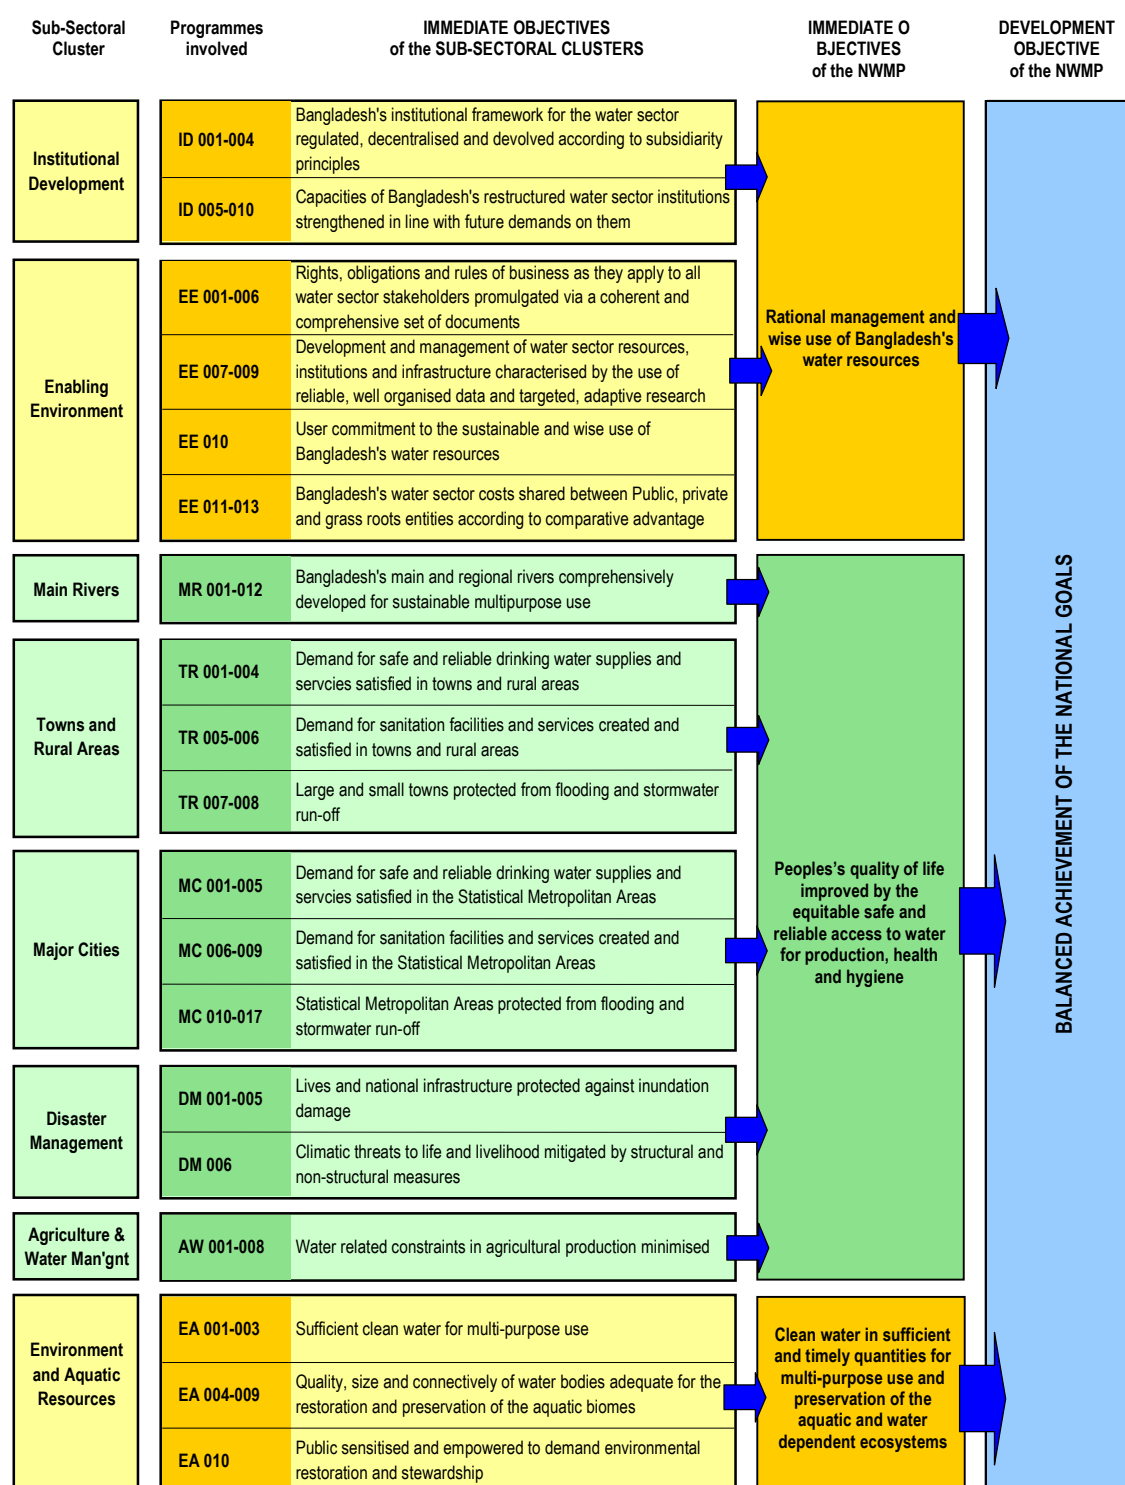 Sub-Sectoral
Cluster
Programmes
involved
IMMEDIATE OBJECTIVES
of the SUB-SECTORAL CLUSTERS
IMMEDIATE O
BJECTIVES
of the NWMP
DEVELOPMENT
OBJECTIVE
of the NWMP
Institutional
Development
ID 001-004
Bangladesh's institutional framework for the water sector
regulated, decentralised and devolved according to subsidiarity
principles
ID 005-010
Capacities of Bangladesh's restructured water sector institutions
strengthened in line with future demands on them
Enabling
Environment
EE 001-006
Rights, obligations and rules of business as they apply to all
water sector stakeholders promulgated via a coherent and
comprehensive set of documents
EE 007-009
Development and management of water sector resources,
institutions and infrastructure characterised by the use of
reliable, well organised data and targeted, adaptive research
EE 010
User commitment to the sustainable and wise use of
Bangladesh's water resources
EE 011-013
Bangladesh's water sector costs shared between Public, private
and grass roots entities according to comparative advantage
Rational management and
wise use of Bangladesh's
water resources
Main Rivers
MR 001-012
Bangladesh's main and regional rivers comprehensively
developed for sustainable multipurpose use
Towns and
Rural Areas
TR 001-004
Demand for safe and reliable drinking water supplies and
servcies satisfied in towns and rural areas
TR 005-006
Demand for sanitation facilities and services created and
satisfied in towns and rural areas
TR 007-008
Large and small towns protected from flooding and stormwater
run-off
Major Cities
MC 001-005
Demand for safe and reliable drinking water supplies and
servcies satisfied in the Statistical Metropolitan Areas
MC 006-009
Demand for sanitation facilities and services created and
satisfied in the Statistical Metropolitan Areas
MC 010-017
Statistical Metropolitan Areas protected from flooding and
stormwater run-off
Disaster
Management
DM 001-005
Lives and national infrastructure protected against inundation
damage
DM 006
Climatic threats to life and livelihood mitigated by structural and
non-structural measures
Agriculture &
Water Man'gnt
AW 001-008
Water related constraints in agricultural production minimised
Peoples's quality of life
improved by the
equitable safe and
reliable access to water
for production, health
and hygiene
Environment
and Aquatic
Resources
EA 001-003
Sufficient clean water for multi-purpose use
EA 004-009
Quality, size and connectively of water bodies adequate for the
restoration and preservation of the aquatic biomes
EA 010
Public sensitised and empowered to demand environmental
restoration and stewardship
Clean water in sufficient
and timely quantities for
multi-purpose use and
preservation of the
aquatic and water
dependent ecosystems
BALANCED ACHIEVEMENT OF THE NATIONAL GOALS